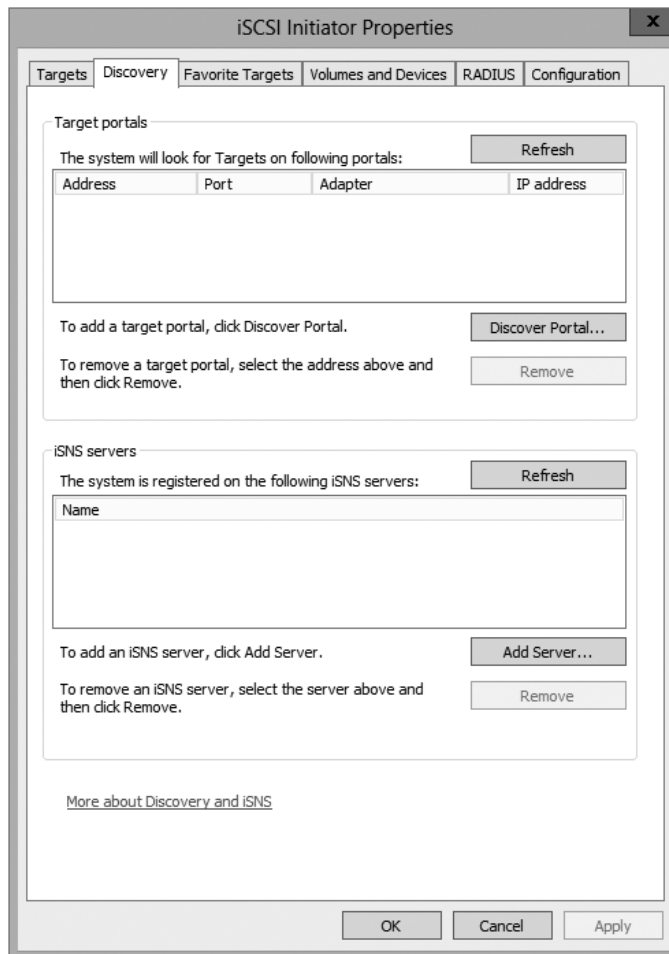 iSCSI Initiator Properties
x
Targets Discovery Favorite Targets Volumes and Devices RADIUS Configuration
Target portals
Refresh
The system will look for Targets on following portals:
Address Port Adapter IP address
To add a target portal, click Discover Portal.
Discover Portal...
To remove a target portal, select the address above and
then click Remove.
Remove
iSNS servers
Refresh
The system is registered on the following iSNS servers:
Name
To add an iSNS server, click Add Server.
Add Server...
To remove an iSNS server, select the server above and
then click Remove.
Remove
More about Discovery and iSNS
OK Cancel Apply